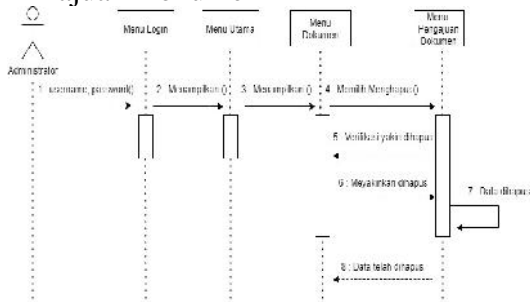 Menu Login
Menu Utama
Menu
Dokumen
Menu
Pengajuan
Dokumen
Administrator
1 : username, password()
2 : Menampilkan()
3 : Menampilkan()
4 : Memilih Menghapus()
5 : Verifikasi yakin dihapus
6 : Meyakinkan dihapus
7 : Data dihapus
8 : Data telah dihapus